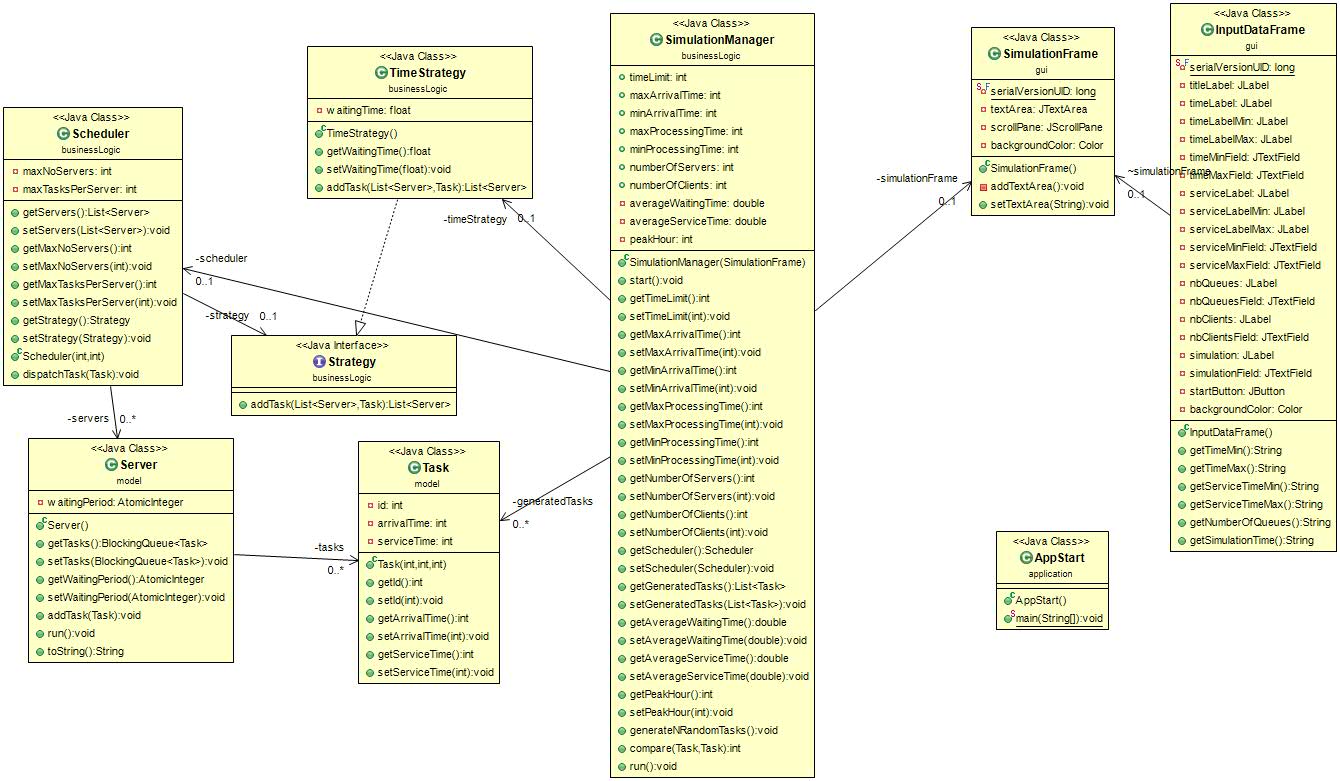 <<Java Class>>
Scheduler
businessLogic
maxNoServers: int
maxTasksPerServer: int
getServers():List<Server>
setServers(List<Server>):void
getMaxNoServers():int
setMaxNoServers(int):void
getMaxTasksPerServer():int
setMaxTasksPerServer(int):void
getStrategy():Strategy
setStrategy(Strategy):void
Scheduler(int,int)
dispatchTask(Task):void
<<Java Class>>
TimeStrategy
businessLogic
waitingTime: float
TimeStrategy()
getWaitingTime():float
setWaitingTime(float):void
addTask(List<Server>,Task):List<Server>
-timeStrategy
0..1
-scheduler
0..1
-strategy
0..1
<<Java Interface>>
Strategy
businessLogic
addTask(List<Server>,Task):List<Server>
-servers
0..*
<<Java Class>>
Server
model
waitingPeriod: AtomicInteger
Server()
getTasks():BlockingQueue<Task>
setTasks(BlockingQueue<Task>):void
getWaitingPeriod():AtomicInteger
setWaitingPeriod(AtomicInteger):void
addTask(Task):void
run():void
toString():String
-tasks
0..*
<<Java Class>>
Task
model
id: int
arrivalTime: int
serviceTime: int
Task(int,int,int)
getId():int
setId(int):void
getArrivalTime():int
setArrivalTime(int):void
getServiceTime():int
setServiceTime(int):void
-generatedTasks
0..*
<<Java Class>>
SimulationManager
businessLogic
timeLimit: int
maxArrivalTime: int
minArrivalTime: int
maxProcessingTime: int
minProcessingTime: int
numberOfServers: int
numberOfClients: int
averageWaitingTime: double
averageServiceTime: double
peakHour: int
SimulationManager(SimulationFrame)
start():void
getTimeLimit():int
setTimeLimit(int):void
getMaxArrivalTime():int
setMaxArrivalTime(int):void
getMinArrivalTime():int
setMinArrivalTime(int):void
getMaxProcessingTime():int
setMaxProcessingTime(int):void
getMinProcessingTime():int
setMinProcessingTime(int):void
getNumberOfServers():int
setNumberOfServers(int):void
getNumberOfClients():int
setNumberOfClients(int):void
getScheduler():Scheduler
setScheduler(Scheduler):void
getGeneratedTasks():List<Task>
setGeneratedTasks(List<Task>):void
getAverageWaitingTime():double
setAverageWaitingTime(double):void
getAverageServiceTime():double
setAverageServiceTime(double):void
getPeakHour():int
setPeakHour(int):void
generateNRandomTasks():void
compare(Task,Task):int
run():void
-simulationFrame
0..1
<<Java Class>>
SimulationFrame
gui
serialVersionUID: long
textArea: JTextArea
scrollPane: JScrollPane
backgroundColor: Color
SimulationFrame()
addTextArea():void
setTextArea(String):void
~simulationFrame
0..1
<<Java Class>>
InputDataFrame
gui
serialVersionUID: long
titleLabel: JLabel
timeLabel: JLabel
timeLabelMin: JLabel
timeLabelMax: JLabel
timeMinField: JTextField
timeMaxField: JTextField
serviceLabel: JLabel
serviceLabelMin: JLabel
serviceLabelMax: JLabel
serviceMinField: JTextField
serviceMaxField: JTextField
nbQueues: JLabel
nbQueuesField: JTextField
nbClients: JLabel
nbClientsField: JTextField
simulation: JLabel
simulationField: JTextField
startButton: JButton
backgroundColor: Color
InputDataFrame()
getTimeMin():String
getTimeMax():String
getServiceTimeMin():String
getServiceTimeMax():String
getNumberOfQueues():String
getSimulationTime():String
<<Java Class>>
AppStart
application
AppStart()
main(String[]):void